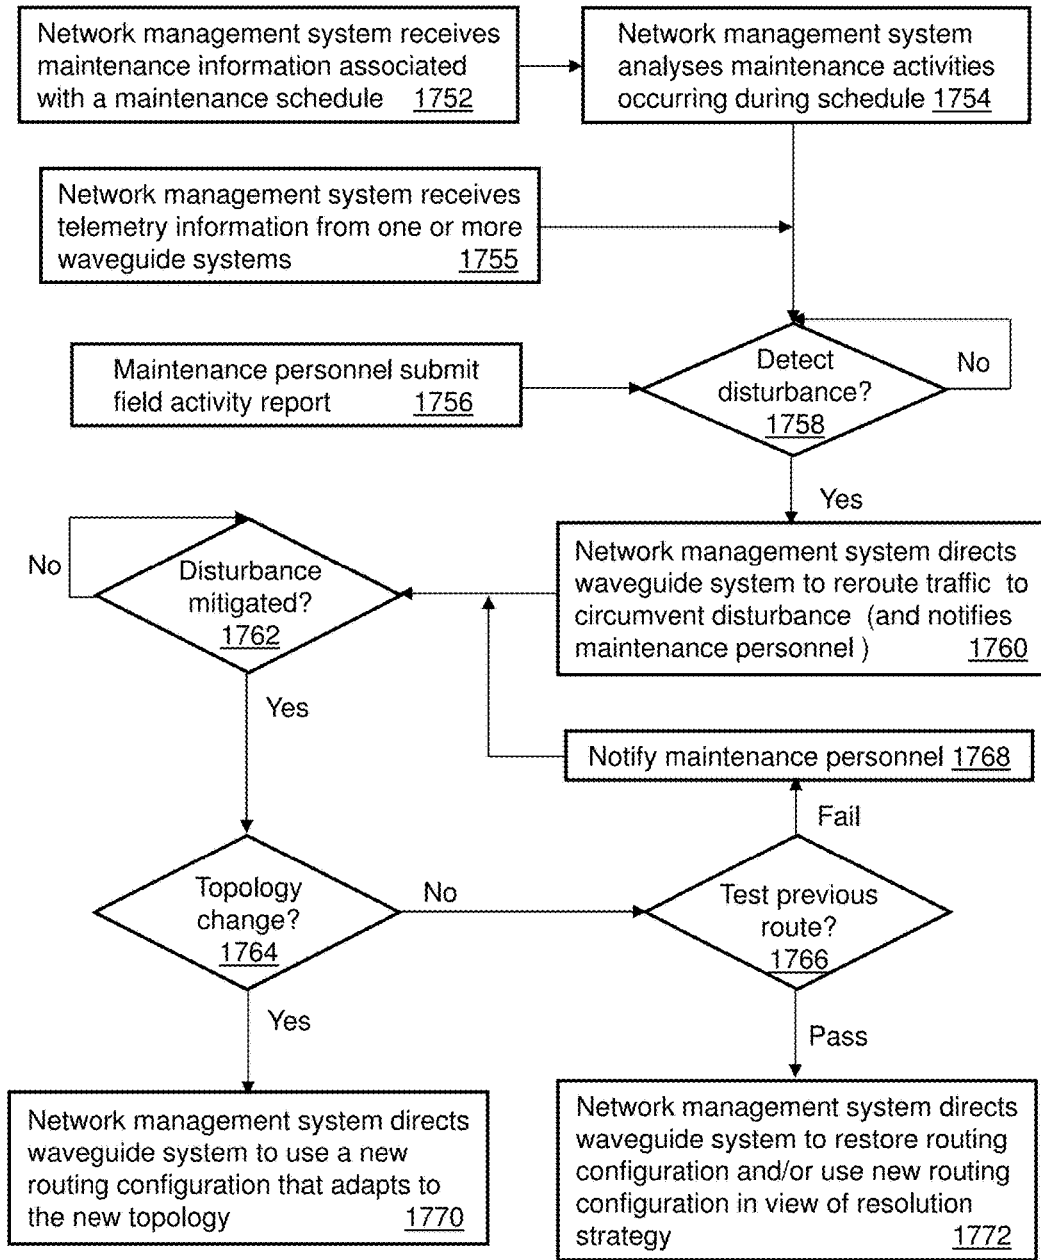 Network management system receives
maintenance information associated
with a maintenance schedule 1752
Network management system
analyses maintenance activities
occurring during schedule 1754
Network management system receives
telemetry information from one or more
waveguide systems 1755
Maintenance personnel submit
field activity report 1756
Detect
disturbance?
1758
No
Yes
Network management system directs
waveguide system to reroute traffic to
circumvent disturbance (and notifies
maintenance personnel ) 1760
No
Disturbance
mitigated?
1762
Yes
Notify maintenance personnel 1768
Fail
Topology
change?
1764
No
Test previous
route?
1766
Yes
Pass
Network management system directs
waveguide system to use a new
routing configuration that adapts to
the new topology 1770
Network management system directs
waveguide system to restore routing
configuration and/or use new routing
configuration in view of resolution
strategy 1772